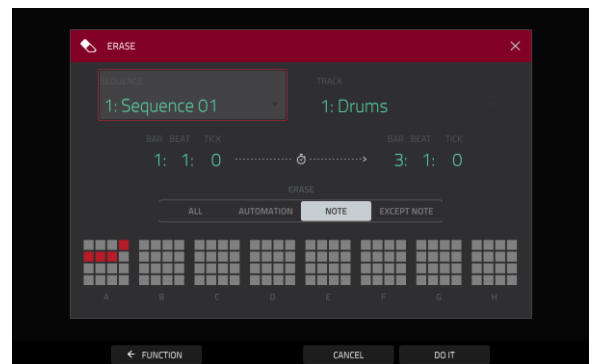 ERASE ×
SEQUENCE TRACK
1: Sequence 01 1: Drums
BAR BEAT TICK BAR BEAT TICK
1: 1: 0 3: 1: 0
ERASE
ALL AUTOMATION NOTE EXCEPT NOTE
A B C D E F G H
← FUNCTION CANCEL DO IT